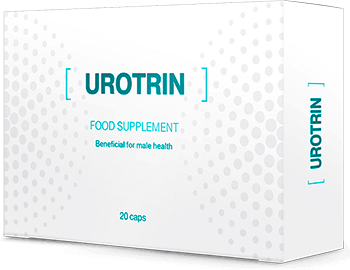 [ UROTRIN ]
FOOD SUPPLEMENT
Beneficial for male health
20 caps
[ UROTRIN ]